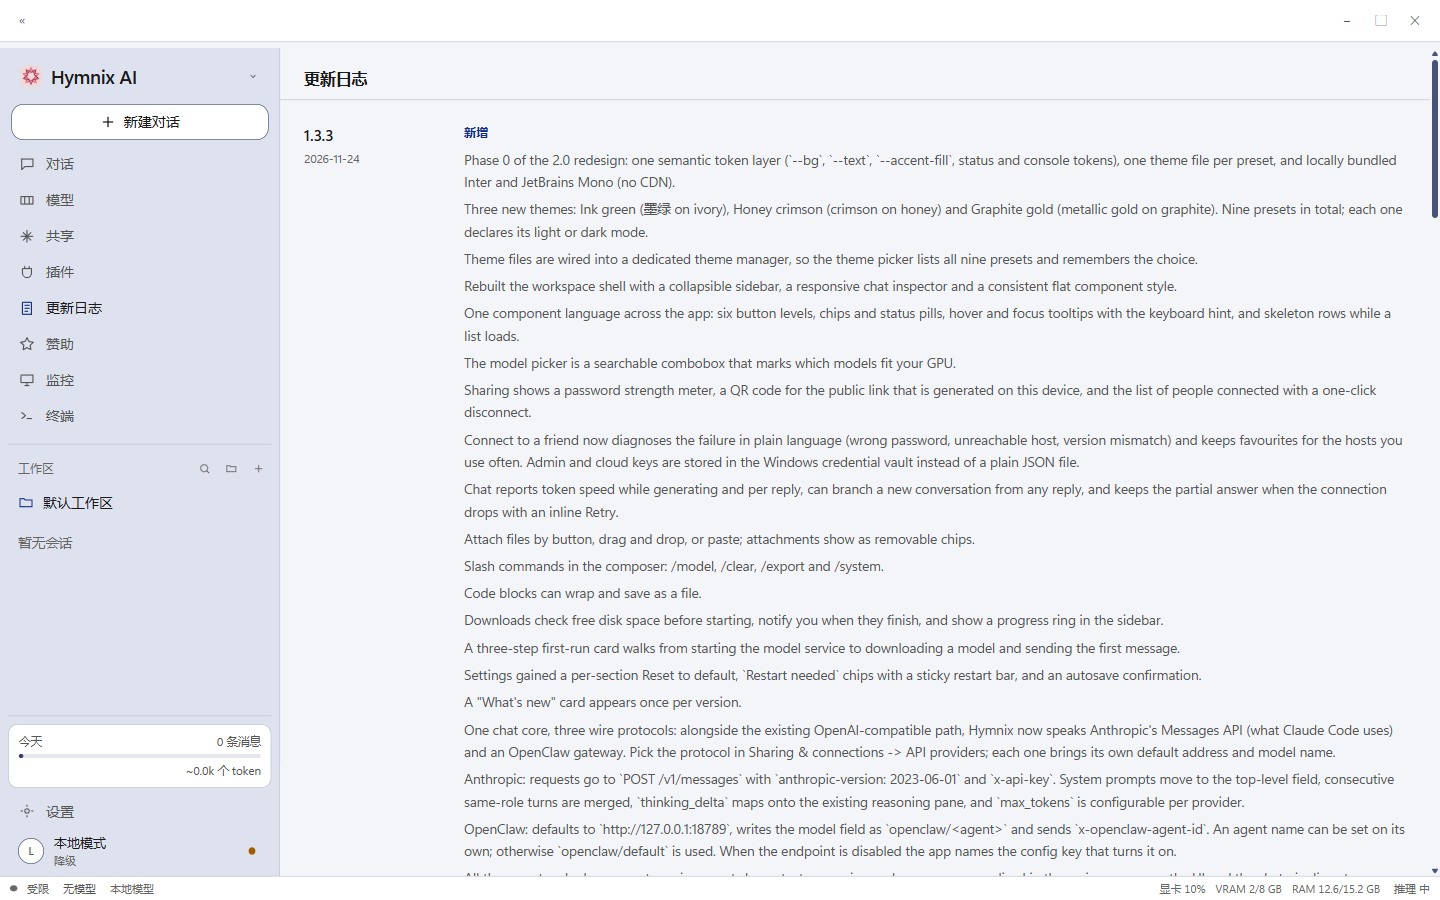 «
Hymnix AI
新建对话
对话
模型
共享
插件
更新日志
赞助
监控
终端
工作区
默认工作区
暂无会话
今天 0 条消息
~0.0k 个 token
设置
L 本地模式
降级
更新日志
1.3.3
2026-11-24
新增
Phase 0 of the 2.0 redesign: one semantic token layer (`--bg`, `--text`, `--accent-fill`, status and console tokens), one theme file per preset, and locally bundled
Inter and JetBrains Mono (no CDN).
Three new themes: Ink green (墨绿 on ivory), Honey crimson (crimson on honey) and Graphite gold (metallic gold on graphite). Nine presets in total; each one
declares its light or dark mode.
Theme files are wired into a dedicated theme manager, so the theme picker lists all nine presets and remembers the choice.
Rebuilt the workspace shell with a collapsible sidebar, a responsive chat inspector and a consistent flat component style.
One component language across the app: six button levels, chips and status pills, hover and focus tooltips with the keyboard hint, and skeleton rows while a
list loads.
The model picker is a searchable combobox that marks which models fit your GPU.
Sharing shows a password strength meter, a QR code for the public link that is generated on this device, and the list of people connected with a one-click
disconnect.
Connect to a friend now diagnoses the failure in plain language (wrong password, unreachable host, version mismatch) and keeps favourites for the hosts you
use often. Admin and cloud keys are stored in the Windows credential vault instead of a plain JSON file.
Chat reports token speed while generating and per reply, can branch a new conversation from any reply, and keeps the partial answer when the connection
drops with an inline Retry.
Attach files by button, drag and drop, or paste; attachments show as removable chips.
Slash commands in the composer: /model, /clear, /export and /system.
Code blocks can wrap and save as a file.
Downloads check free disk space before starting, notify you when they finish, and show a progress ring in the sidebar.
A three-step first-run card walks from starting the model service to downloading a model and sending the first message.
Settings gained a per-section Reset to default, `Restart needed` chips with a sticky restart bar, and an autosave confirmation.
A "What's new" card appears once per version.
One chat core, three wire protocols: alongside the existing OpenAI-compatible path, Hymnix now speaks Anthropic's Messages API (what Claude Code uses)
and an OpenClaw gateway. Pick the protocol in Sharing & connections -> API providers; each one brings its own default address and model name.
Anthropic: requests go to `POST /v1/messages` with `anthropic-version: 2023-06-01` and `x-api-key`. System prompts move to the top-level field, consecutive
same-role turns are merged, `thinking_delta` maps onto the existing reasoning pane, and `max_tokens` is configurable per provider.
OpenClaw: defaults to `http://127.0.0.1:18789`, writes the model field as `openclaw/<agent>` and sends `x-openclaw-agent-id`. An agent name can be set on its
own; otherwise `openclaw/default` is used. When the endpoint is disabled the app names the config key that turns it on.
受限 无模型 本地模型
显卡 10% VRAM 2/8 GB RAM 12.6/15.2 GB 推理 中